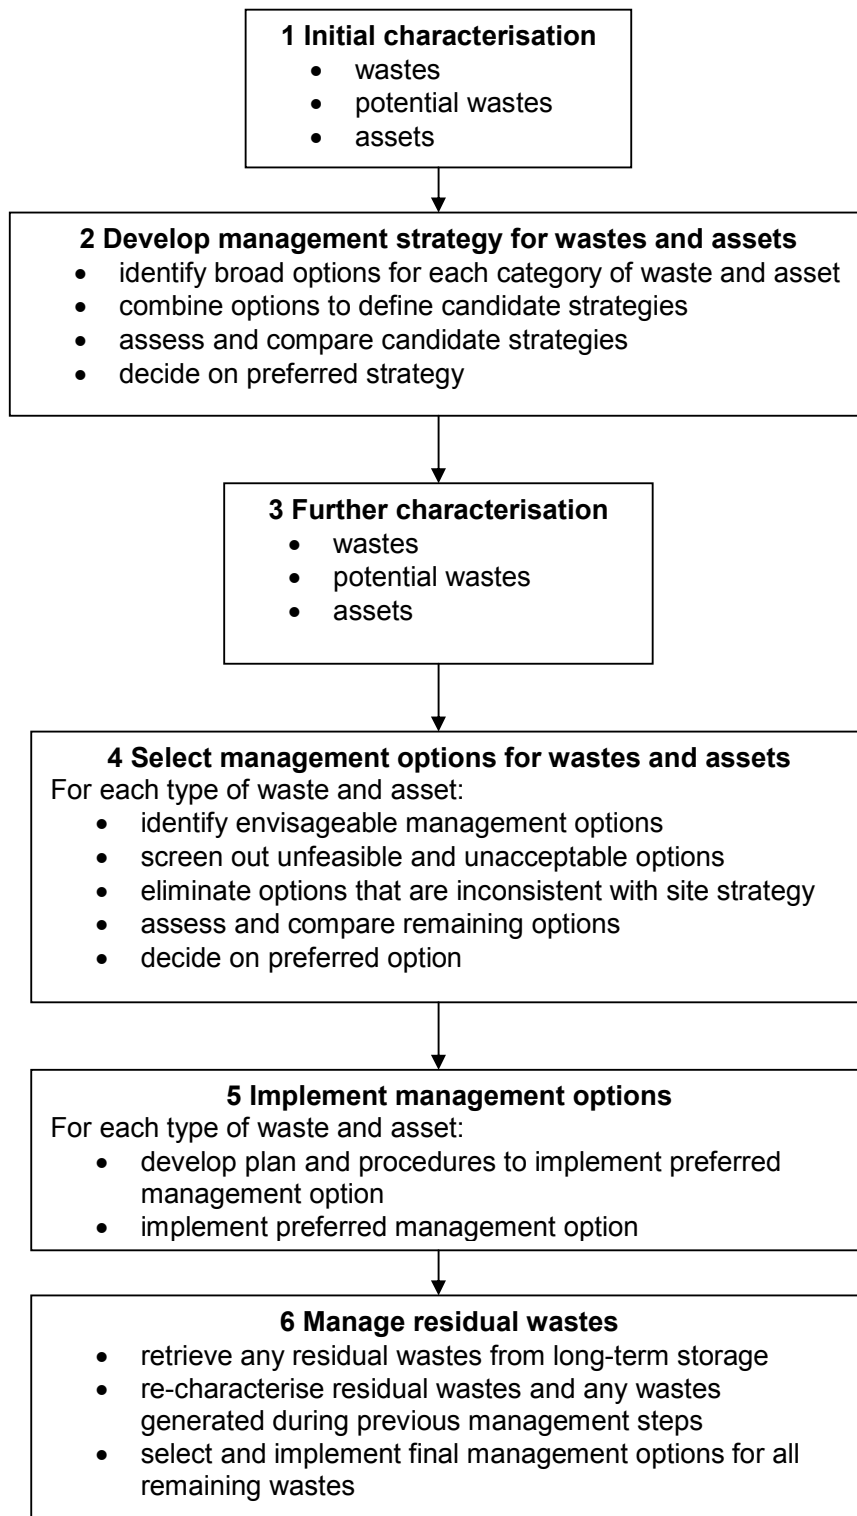 1 Initial characterisation
• wastes
• potential wastes
• assets
2 Develop management strategy for wastes and assets
• identify broad options for each category of waste and asset
• combine options to define candidate strategies
• assess and compare candidate strategies
• decide on preferred strategy
3 Further characterisation
• wastes
• potential wastes
• assets
4 Select management options for wastes and assets
For each type of waste and asset:
• identify envisageable management options
• screen out unfeasible and unacceptable options
• eliminate options that are inconsistent with site strategy
• assess and compare remaining options
• decide on preferred option
5 Implement management options
For each type of waste and asset:
• develop plan and procedures to implement preferred
management option
• implement preferred management option
6 Manage residual wastes
• retrieve any residual wastes from long-term storage
• re-characterise residual wastes and any wastes
generated during previous management steps
• select and implement final management options for all
remaining wastes